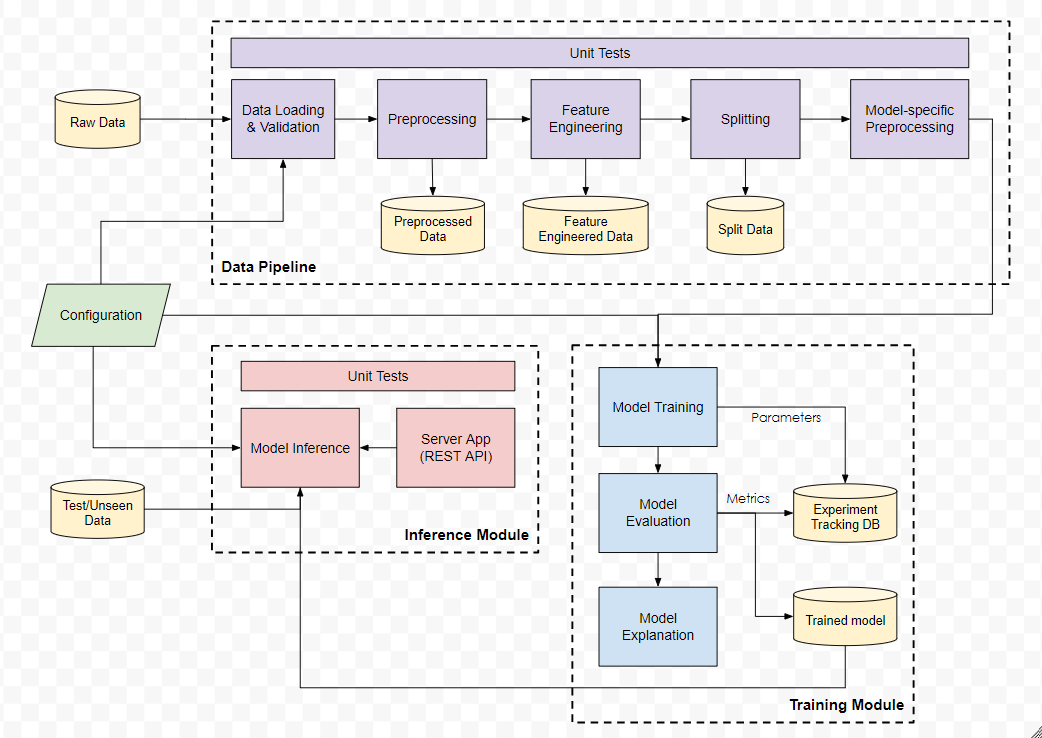 Unit Tests
Raw Data
Data Loading
& Validation
Preprocessing
Feature
Engineering
Splitting
Model-specific
Preprocessing
Preprocessed
Data
Feature
Engineered Data
Split Data
Data Pipeline
Configuration
Unit Tests
Model Inference
Server App
(REST API)
Test/Unseen
Data
Inference Module
Model Training
Parameters
Model
Evaluation
Metrics
Experiment
Tracking DB
Model
Explanation
Trained model
Training Module